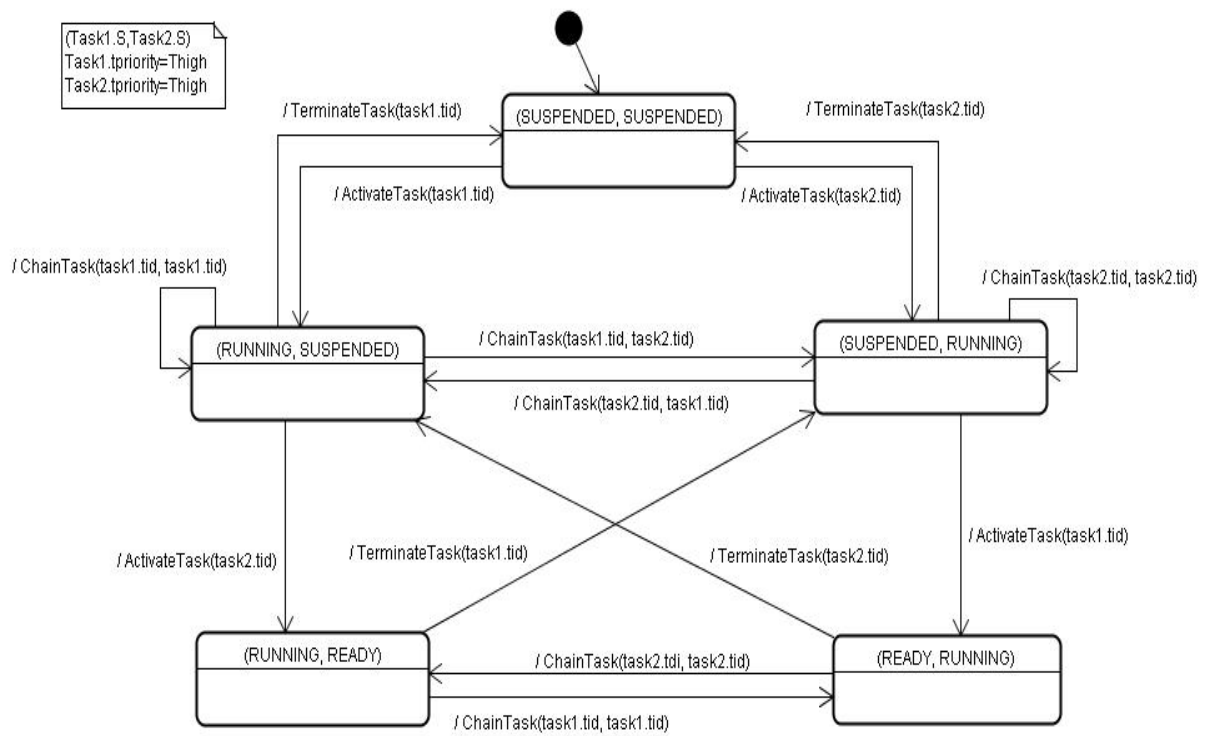 (Task1.S,Task2.S)
Task1.tpriority=Thigh
Task2.tpriority=Thigh
/ TerminateTask(task1.tid)
(SUSPENDED, SUSPENDED)
/ TerminateTask(task2.tid)
/ ActivateTask(task1.tid)
/ ActivateTask(task2.tid)
/ ChainTask(task1.tid, task1.tid)
/ ChainTask(task2.tid, task2.tid)
(RUNNING, SUSPENDED)
/ ChainTask(task1.tid, task2.tid)
(SUSPENDED, RUNNING)
/ ChainTask(task2.tid, task1.tid)
/ ActivateTask(task2.tid)
/ TerminateTask(task1.tid)
/ TerminateTask(task2.tid)
/ ActivateTask(task1.tid)
(RUNNING, READY)
/ ChainTask(task2.tdi, task2.tid)
(READY, RUNNING)
/ ChainTask(task1.tid, task1.tid)